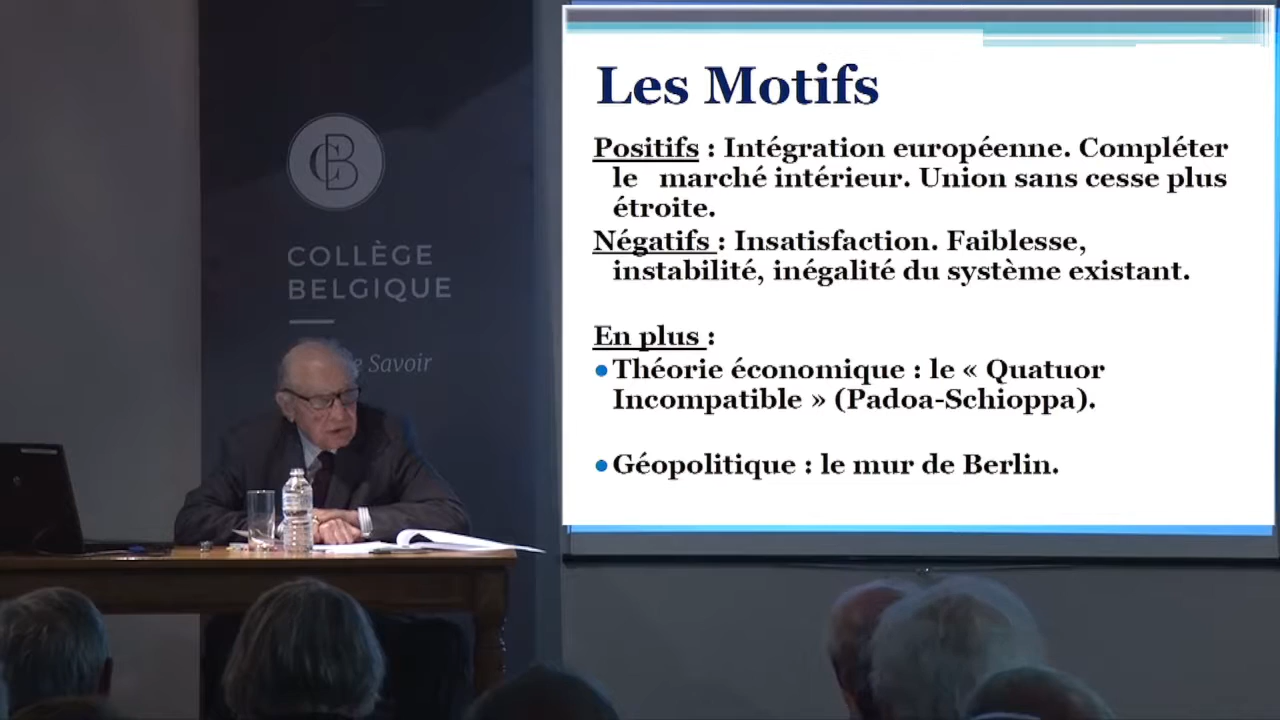 CB
COLLÈGE
BELGIQUE
Savoir
Les Motifs
Positifs : Intégration européenne. Compléter
le marché intérieur. Union sans cesse plus
étroite.
Négatifs : Insatisfaction. Faiblesse,
instabilité, inégalité du système existant.
En plus :
•Théorie économique : le « Quatuor
Incompatible » (Padoa-Schioppa).
•Géopolitique : le mur de Berlin.